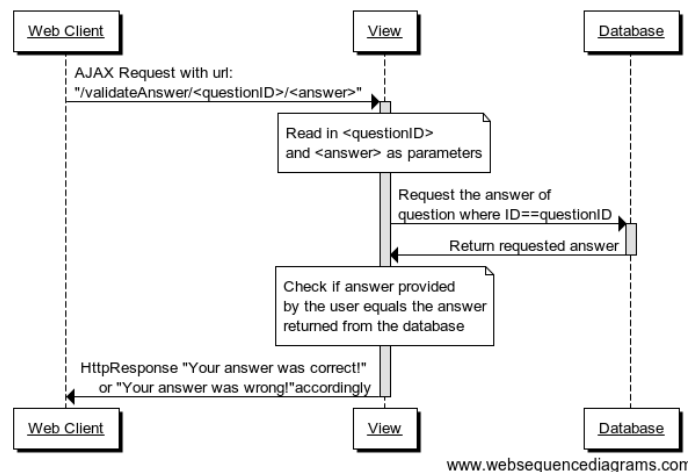 Web Client
View
Database
AJAX Request with url:
"/validateAnswer/<questionID>/<answer>"
Read in <questionID>
and <answer> as parameters
Request the answer of
question where ID==questionID
Return requested answer
Check if answer provided
by the user equals the answer
returned from the database
HttpResponse "Your answer was correct!"
or "Your answer was wrong!"accordingly
Web Client
View
Database
www.websequencediagrams.com